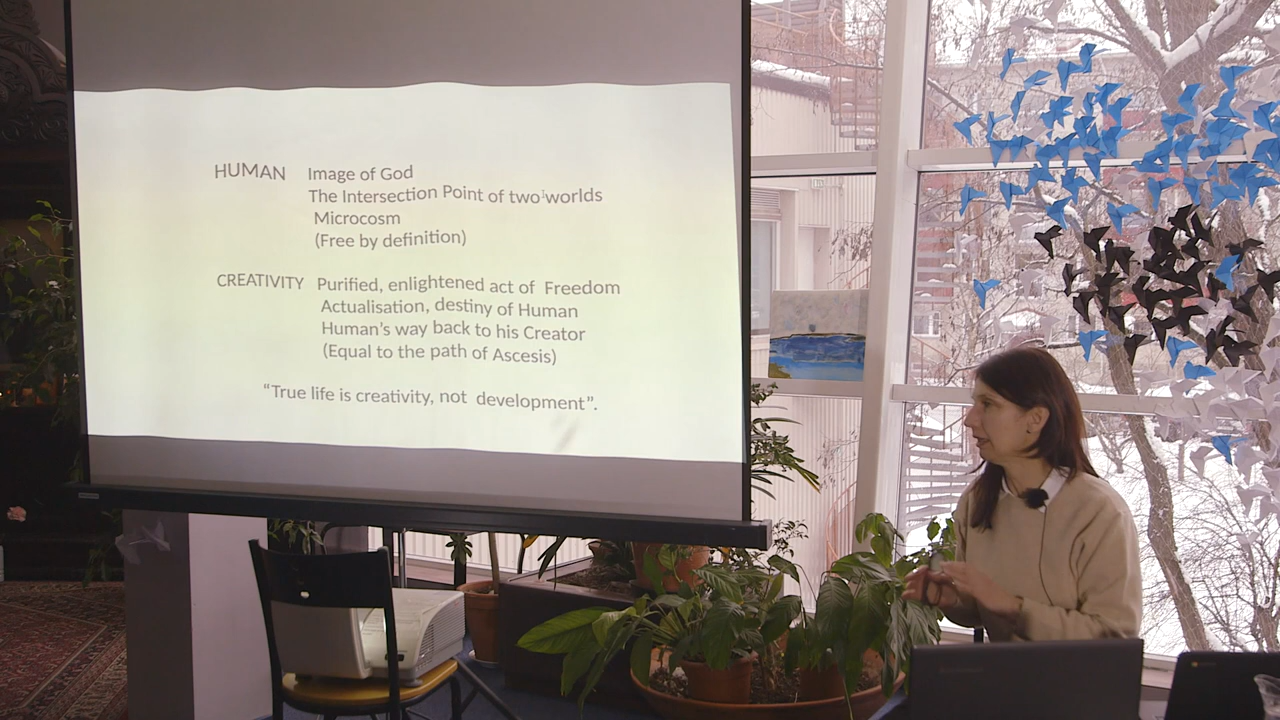 HUMAN Image of God
The Intersection Point of two worlds
Microcosm
(Free by definition)
CREATIVITY Purified, enlightened act of Freedom
Actualisation, destiny of Human
Human's way back to his Creator
(Equal to the path of Ascesis)
“True life is creativity, not development”.